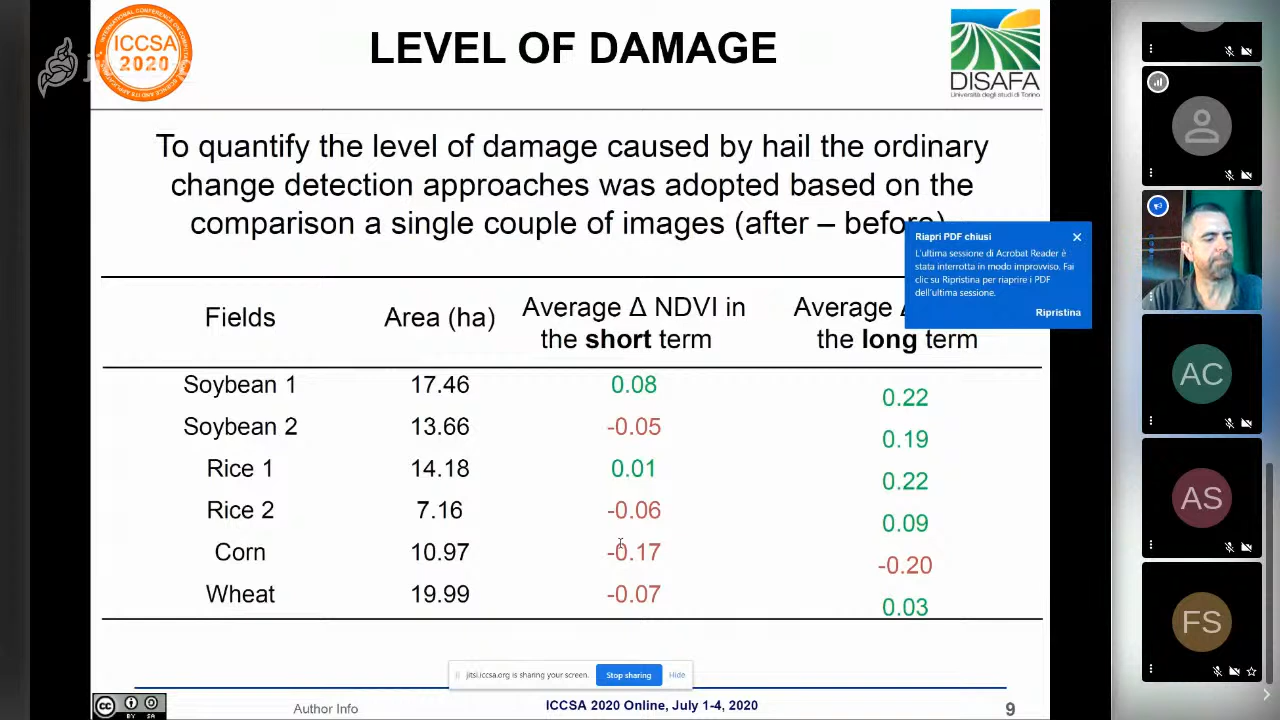 ICCSA
2020
LEVEL OF DAMAGE
DISAFA
Università degli studi di Torino
To quantify the level of damage caused by hail the ordinary
change detection approaches was adopted based on the
comparison a single couple of images (after – before)
Riapri PDF chiusi
L'ultima sessione di Acrobat Reader è
stata interrotta in modo improvviso. Fai
clic su Ripristina per riaprire i PDF
dell'ultima sessione.
Ripristina
Fields Area (ha) Average Δ NDVI in the short term Average Δ the long term
Soybean 1 17.46 0.08 0.22
Soybean 2 13.66 -0.05 0.19
Rice 1 14.18 0.01 0.22
Rice 2 7.16 -0.06 0.09
Corn 10.97 -0.17 -0.20
Wheat 19.99 -0.07 0.03
jitsi.iccsa.org is sharing your screen. Stop sharing Hide
BY SA
Author Info ICCSA 2020 Online, July 1-4, 2020 9
AC
AS
FS